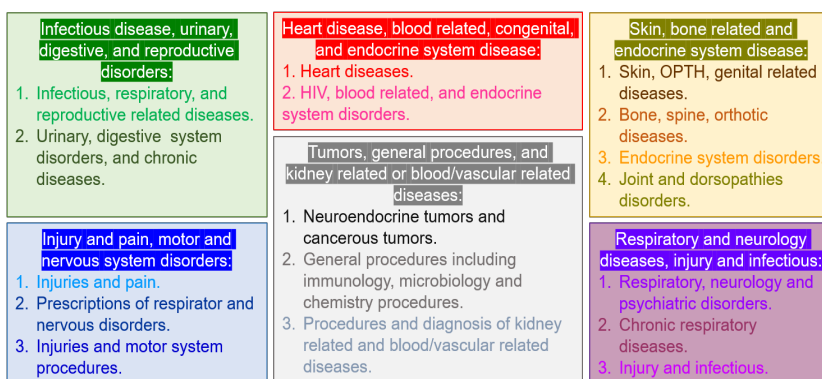 Infectious disease, urinary,
digestive, and reproductive
disorders:
1. Infectious, respiratory, and
reproductive related diseases.
2. Urinary, digestive system
disorders, and chronic
diseases.
Heart disease, blood related, congenital,
and endocrine system disease:
1. Heart diseases.
2. HIV, blood related, and endocrine
system disorders.
Skin, bone related and
endocrine system disease:
1. Skin, OPTH, genital related
diseases.
2. Bone, spine, orthotic
diseases.
3. Endocrine system disorders
4. Joint and dorsopathies
disorders.
Injury and pain, motor and
nervous system disorders:
1. Injuries and pain.
2. Prescriptions of respirator and
nervous disorders.
3. Injuries and motor system
procedures.
Tumors, general procedures, and
kidney related or blood/vascular related
diseases:
1. Neuroendocrine tumors and
cancerous tumors.
2. General procedures including
immunology, microbiology and
chemistry procedures.
3. Procedures and diagnosis of kidney
related and blood/vascular related
diseases.
Respiratory and neurology
diseases, injury and infectious:
1. Respiratory, neurology and
psychiatric disorders.
2. Chronic respiratory
diseases.
3. Injury and infectious.